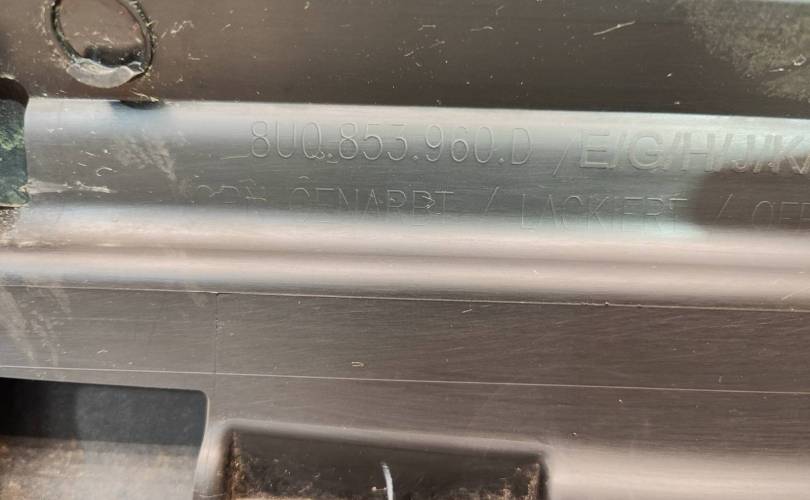 8U0.853.960.D /E/G/H/J/K/
GENARBT / LACKIERT /